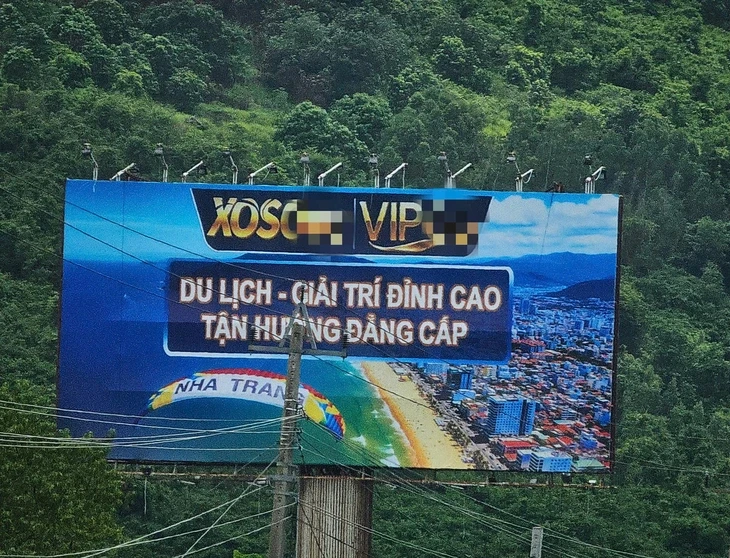 XOSO VIP
DU LỊCH - GIẢI TRÍ ĐỈNH CAO
TẬN HƯỞNG ĐẲNG CẤP
NHA TRANG